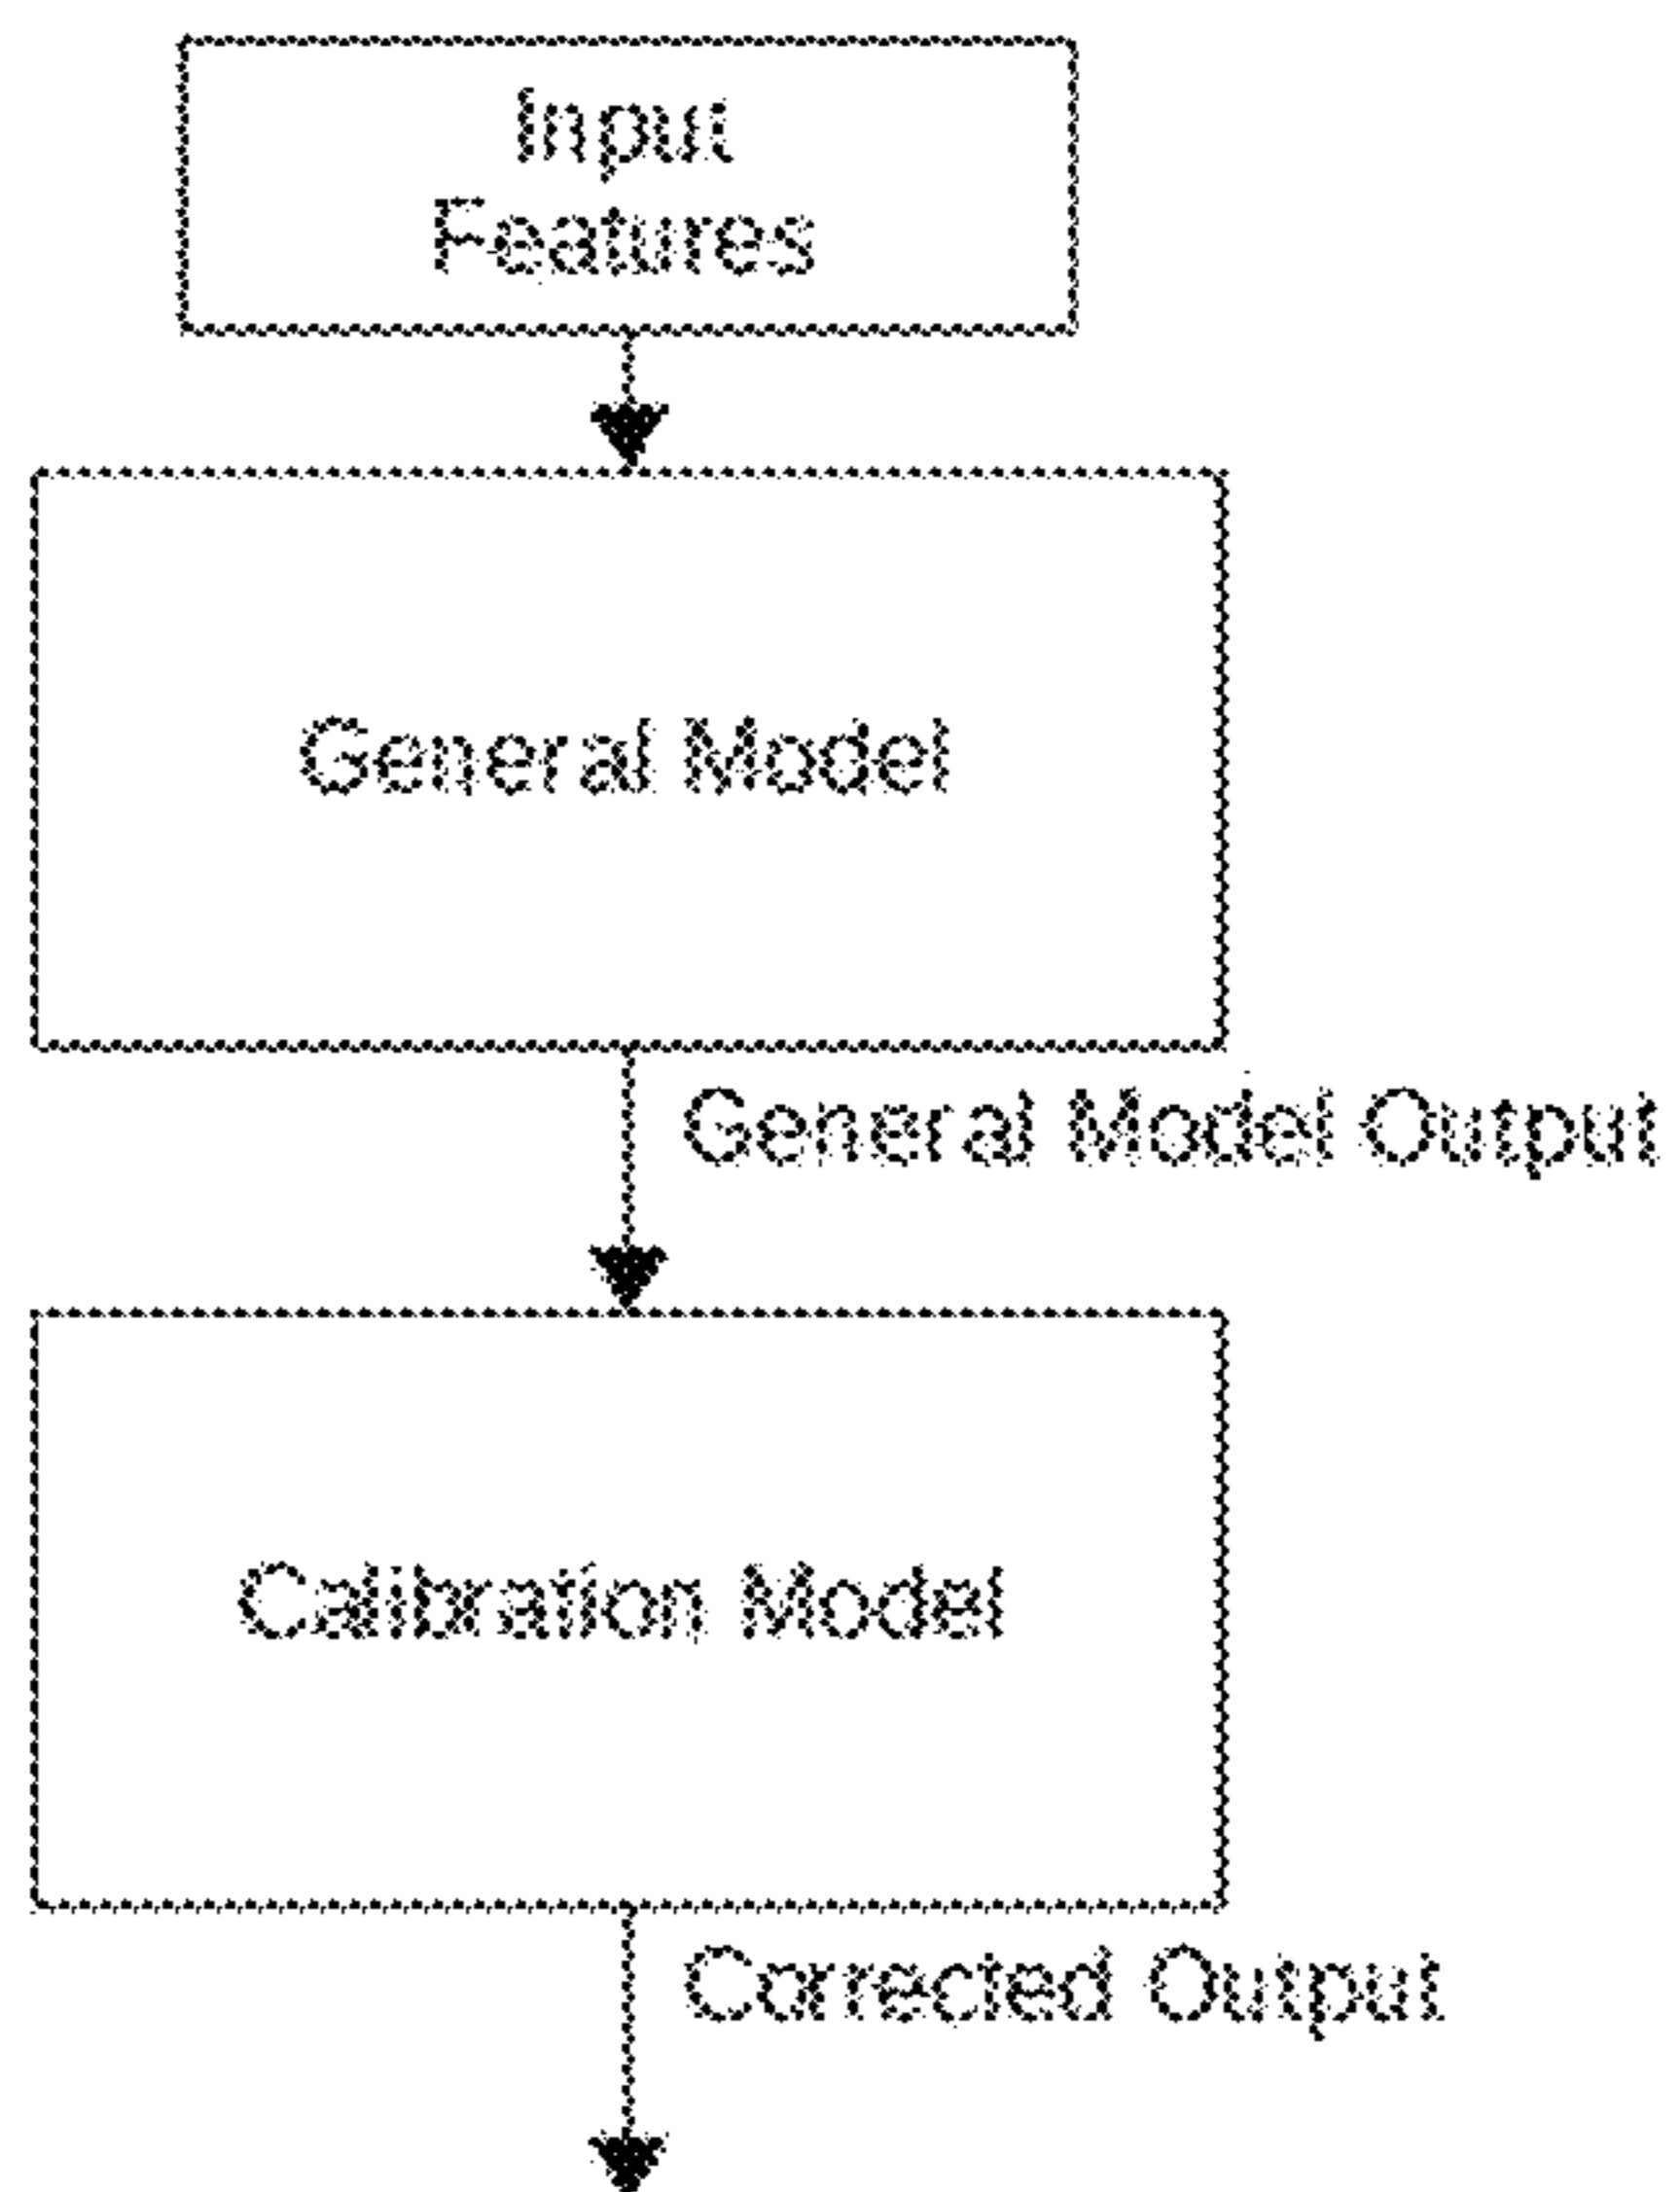 Input
Features
General Model
General Model Output
Calibration Model
Corrected Output